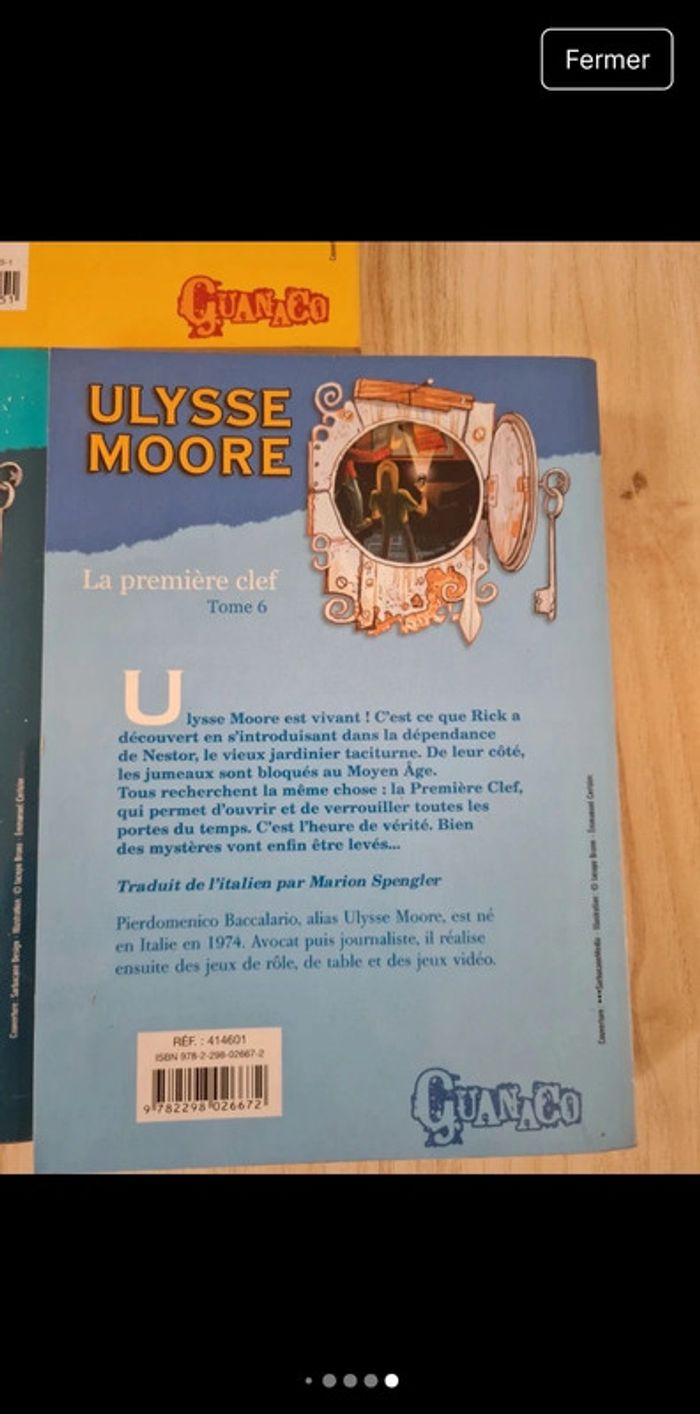 Fermer
GUANACO
ULYSSE
MOORE
La première clef
Tome 6
Ulysse Moore est vivant ! C'est ce que Rick a
découvert en s'introduisant dans la dépendance
de Nestor, le vieux jardinier taciturne. De leur côté,
les jumeaux sont bloqués au Moyen Âge.
Tous recherchent la même chose : la Première Clef,
qui permet d'ouvrir et de verrouiller toutes les
portes du temps. C'est l'heure de vérité. Bien
des mystères vont enfin être levés...
Traduit de l'italien par Marion Spengler
Pierdomenico Baccalario, alias Ulysse Moore, est né
en Italie en 1974. Avocat puis journaliste, il réalise
ensuite des jeux de rôle, de table et des jeux vidéo.
RÉF. : 414601
ISBN 978-2-298-02667-2
9 782298 026672
GUANACO